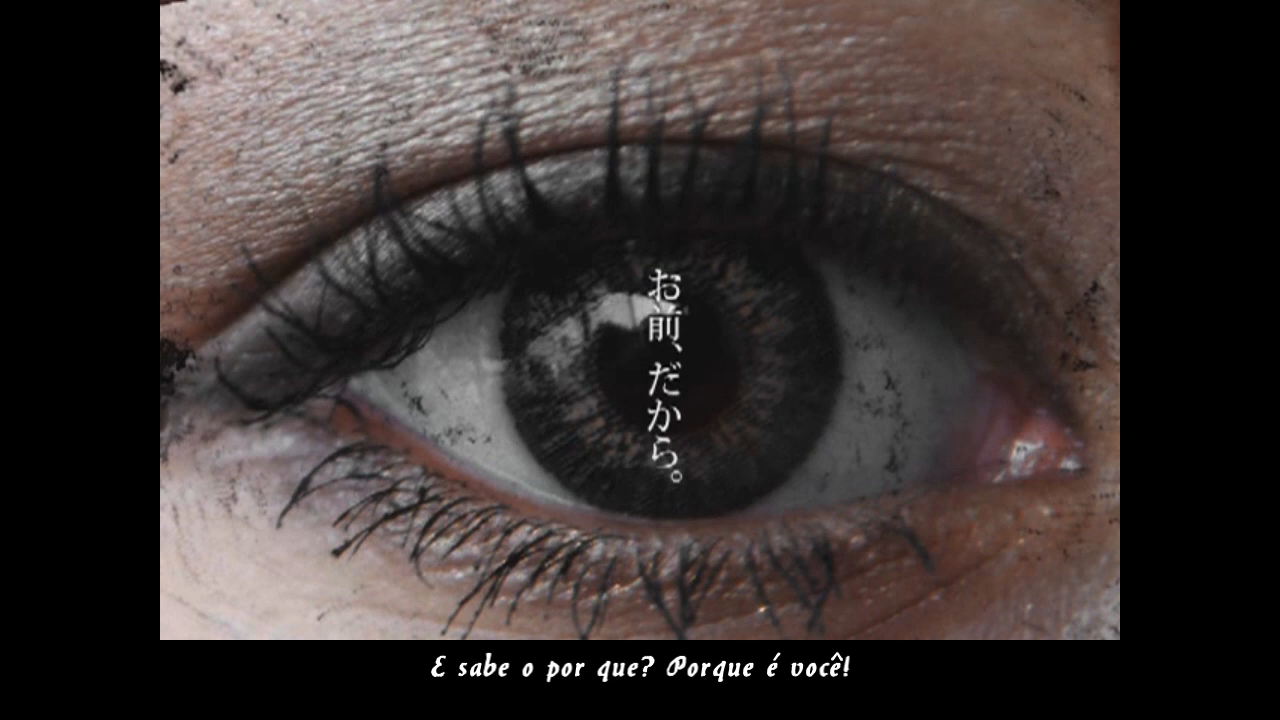 お前、だから。
E sabe o por que? Porque é você!